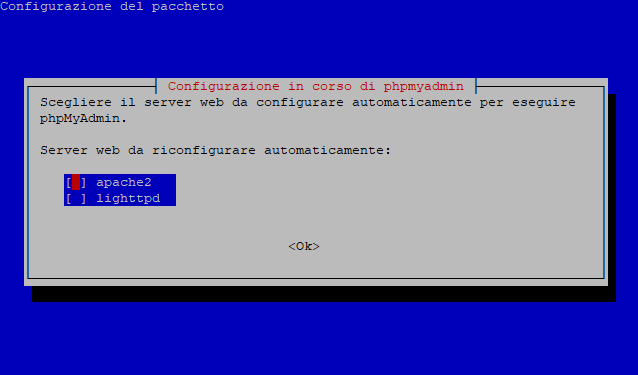 Configurazione del pacchetto
Configurazione in corso di phpmyadmin
Scegliere il server web da configurare automaticamente per eseguire
phpMyAdmin.
Server web da riconfigurare automaticamente:
[ ] apache2
[ ] lighttpd
<Ok>